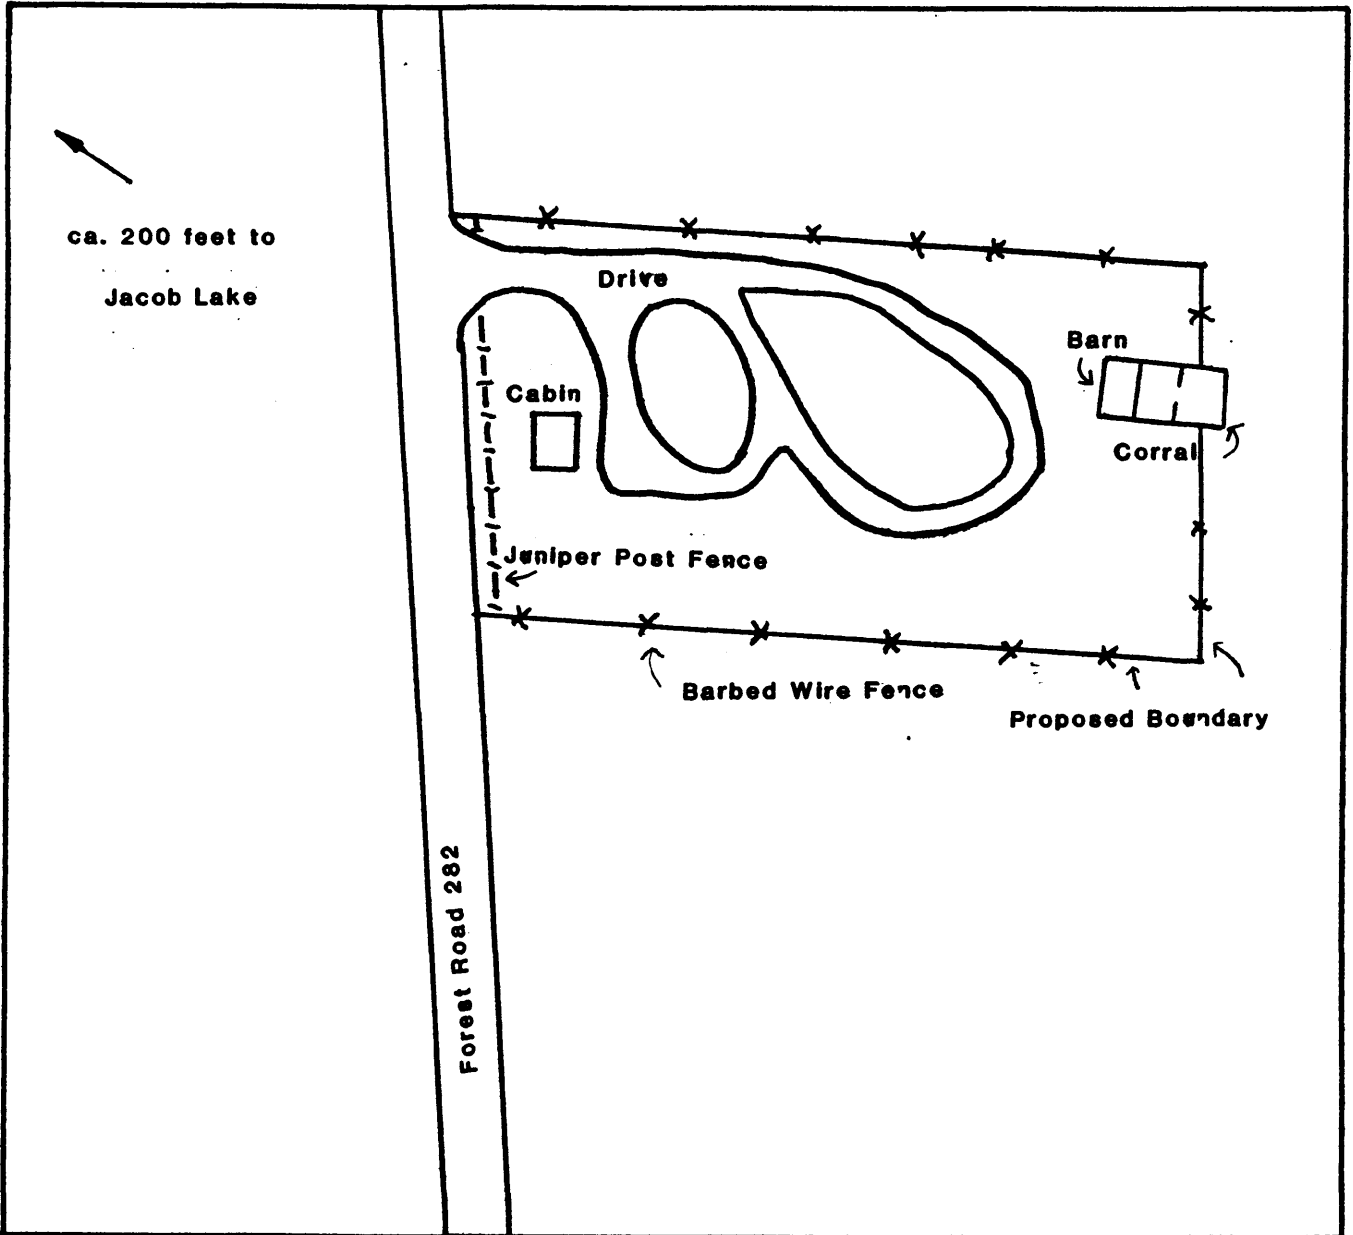 ca. 200 feet to
Jacob Lake
Drive
Barn
Cabin
Corral
Juniper Post Fence
Barbed Wire Fence
Proposed Boundary
Forest Road 282